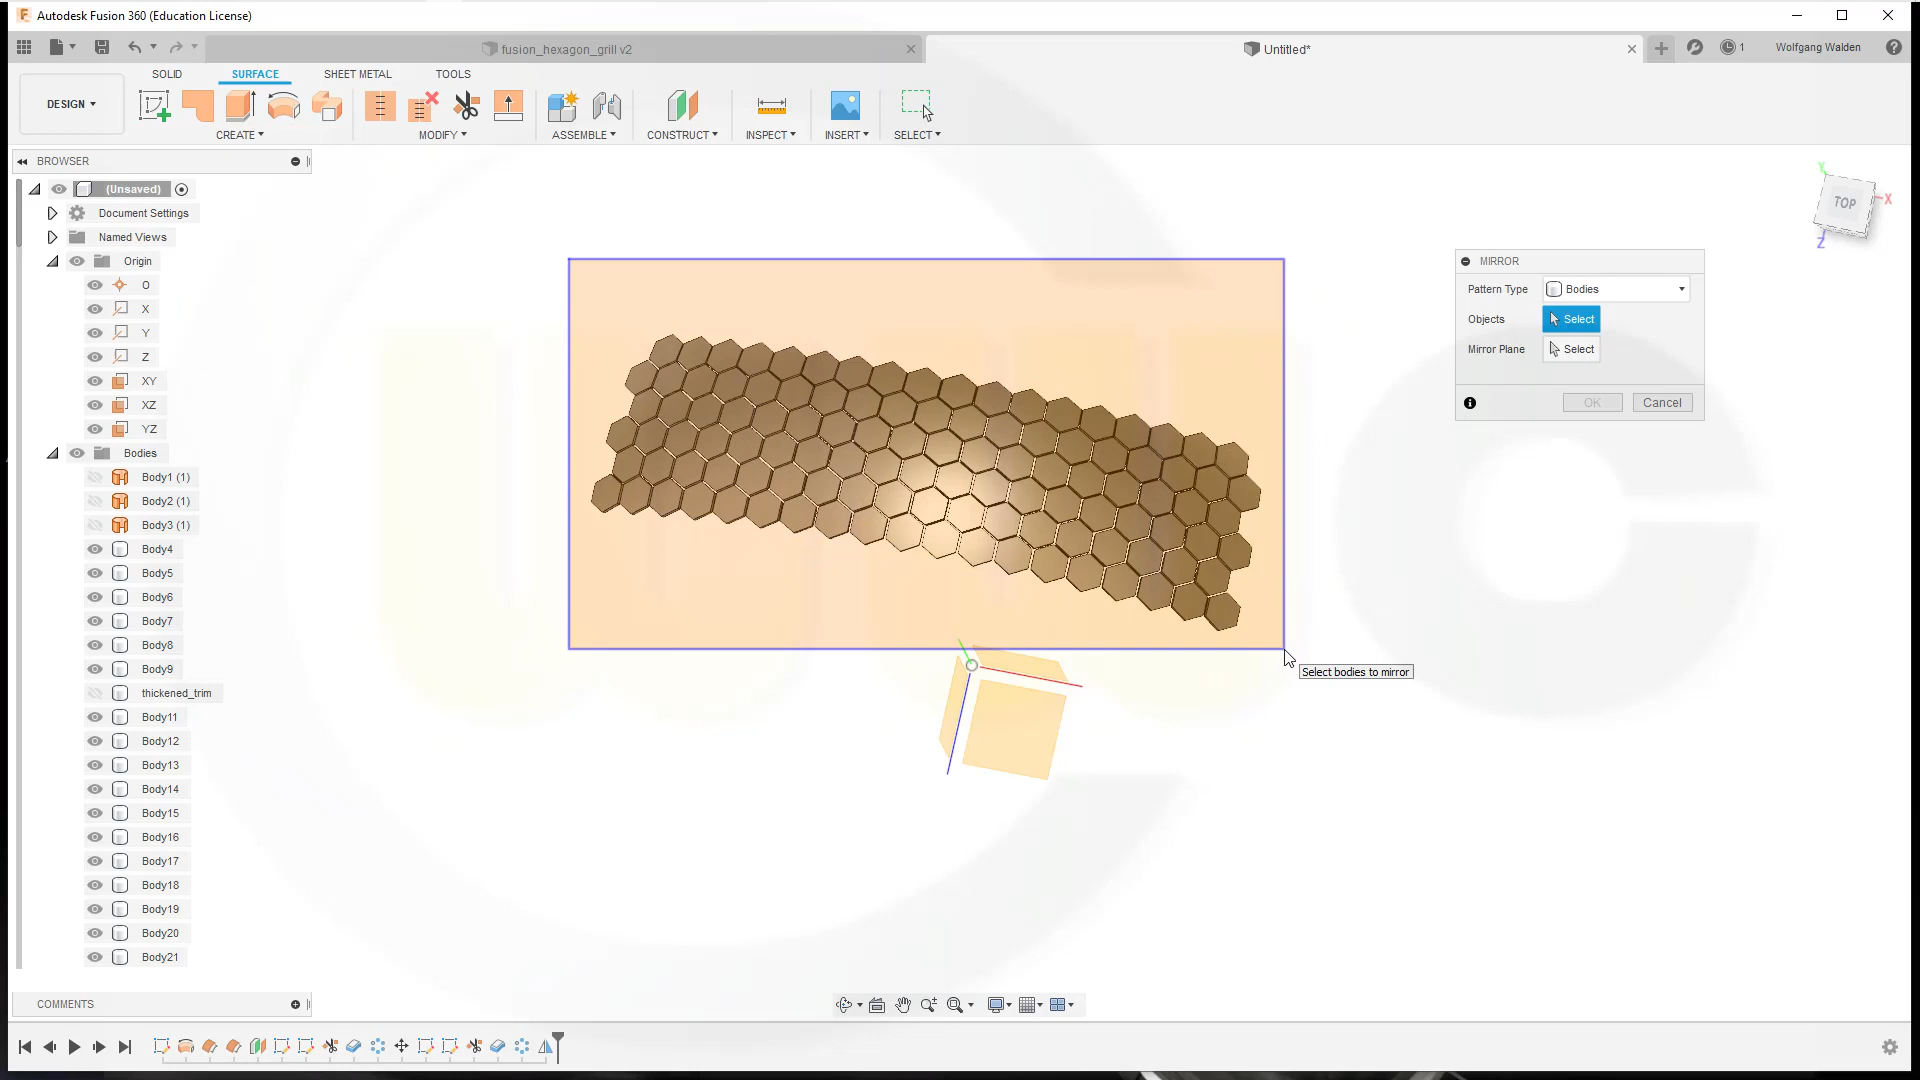 Autodesk Fusion 360 (Education License)
fusion_hexagon_grill v2
Untitled*
1
Wolfgang Walden
DESIGN
SOLID
SURFACE
SHEET METAL
TOOLS
CREATE
MODIFY
ASSEMBLE
CONSTRUCT
INSPECT
INSERT
SELECT
BROWSER
(Unsaved)
Document Settings
Named Views
Origin
O
X
Y
Z
XY
XZ
YZ
Bodies
Body1 (1)
Body2 (1)
Body3 (1)
Body4
Body5
Body6
Body7
Body8
Body9
thickened_trim
Body11
Body12
Body13
Body14
Body15
Body16
Body17
Body18
Body19
Body20
Body21
COMMENTS
Y
TOP
X
Z
MIRROR
Pattern Type
Bodies
Objects
Select
Mirror Plane
Select
OK
Cancel
Select bodies to mirror